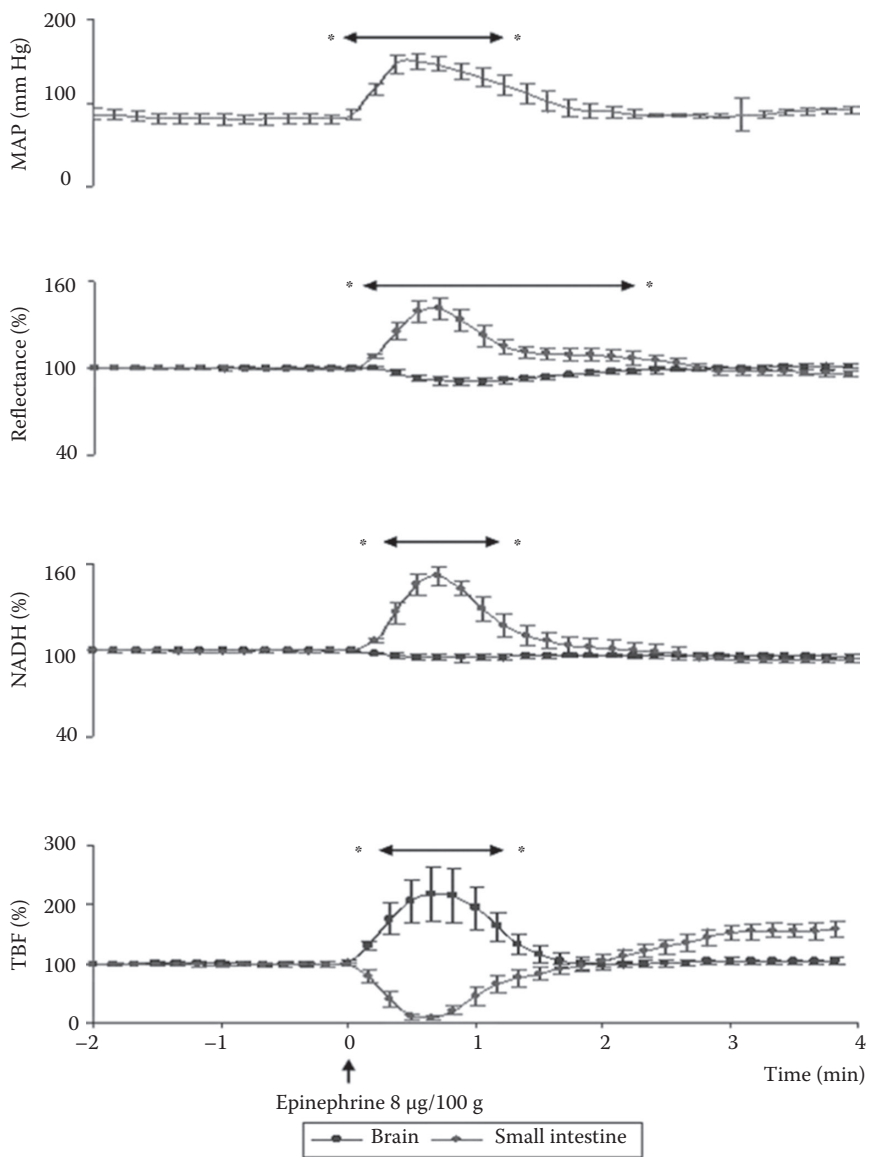 200
* *
MAP (mm Hg)
100
0
160
* *
Reflectance (%)
100
40
* *
160
NADH (%)
100
40
300
* *
200
TBF (%)
100
0
−2 −1 0 1 2 3 4
Time (min)
Epinephrine 8 μg/100 g
Brain Small intestine